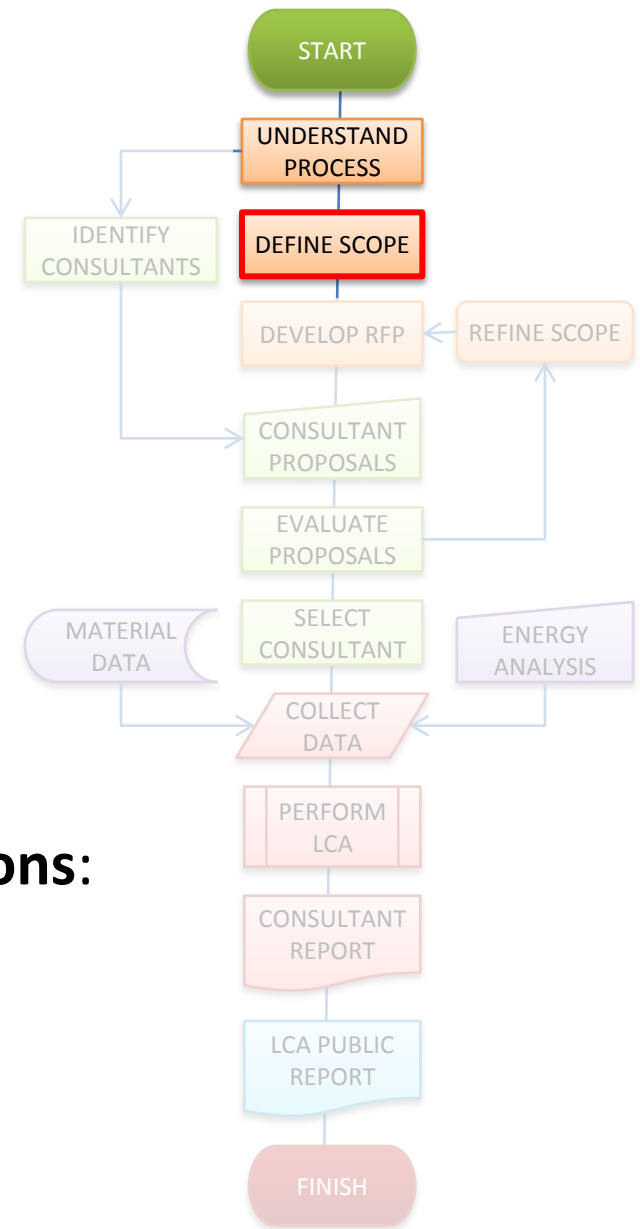 START
UNDERSTAND
PROCESS
IDENTIFY
CONSULTANTS
DEFINE SCOPE
DEVELOP RFP
REFINE SCOPE
CONSULTANT
PROPOSALS
EVALUATE
PROPOSALS
MATERIAL
DATA
SELECT
CONSULTANT
ENERGY
ANALYSIS
COLLECT
DATA
PERFORM
LCA
ons:
CONSULTANT
REPORT
LCA PUBLIC
REPORT
FINISH